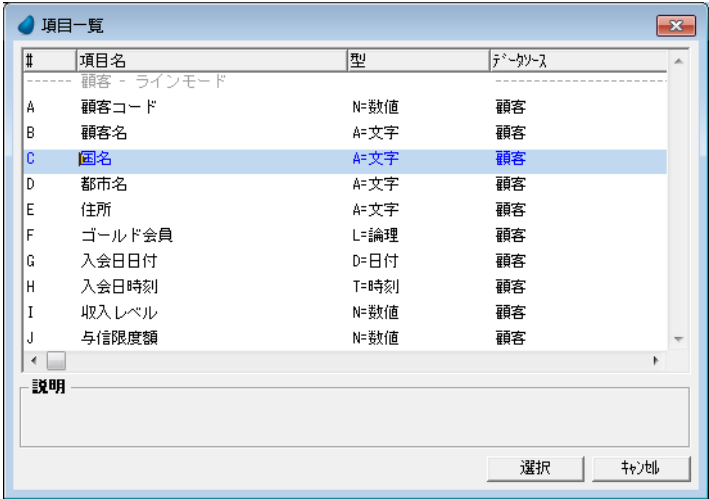 項目一覧
# 項目名 型 ﾃﾞｰﾀｿｰｽ
------ 顧客 - ラインモード ----------------------
A 顧客コード N=数値 顧客
B 顧客名 A=文字 顧客
C 国名 A=文字 顧客
D 都市名 A=文字 顧客
E 住所 A=文字 顧客
F ゴールド会員 L=論理 顧客
G 入会日日付 D=日付 顧客
H 入会日時刻 T=時刻 顧客
I 収入レベル N=数値 顧客
J 与信限度額 N=数値 顧客
説明
選択 ｷｬﾝｾﾙ